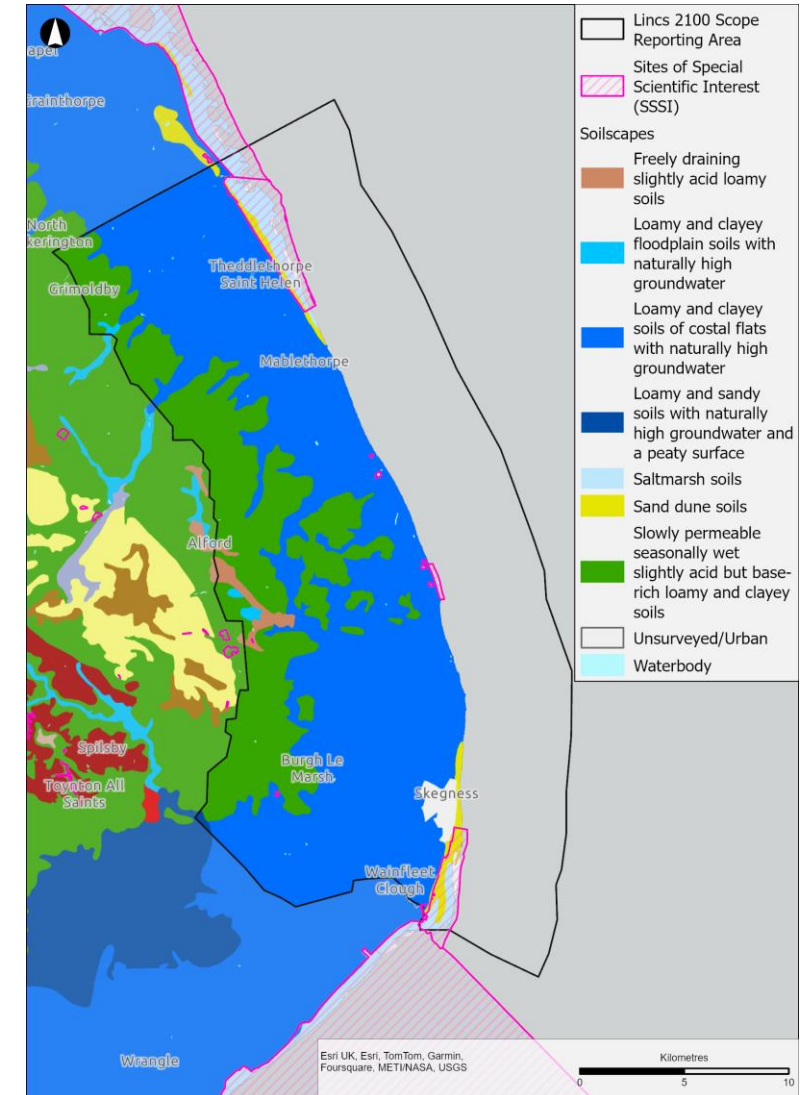 apel
Grainthorpe
North
kerington
Grimoldby
Theddlethorpe
Saint Helen
Mablethorpe
Alford
Spilsby
Toynton All
Saints
Burgh Le
Marsh
Skegness
Wainfleet
Clough
Wrangle
Lincs 2100 Scope
Reporting Area
Sites of Special
Scientific Interest
(SSSI)
Soilscapes
Freely draining
slightly acid loamy
soils
Loamy and clayey
floodplain soils with
naturally high
groundwater
Loamy and clayey
soils of costal flats
with naturally high
groundwater
Loamy and sandy
soils with naturally
high groundwater and
a peaty surface
Saltmarsh soils
Sand dune soils
Slowly permeable
seasonally wet
slightly acid but base-
rich loamy and clayey
soils
Unsurveyed/Urban
Waterbody
Esri UK, Esri, TomTom, Garmin,
Foursquare, METI/NASA, USGS
Kilometres
0 5 10